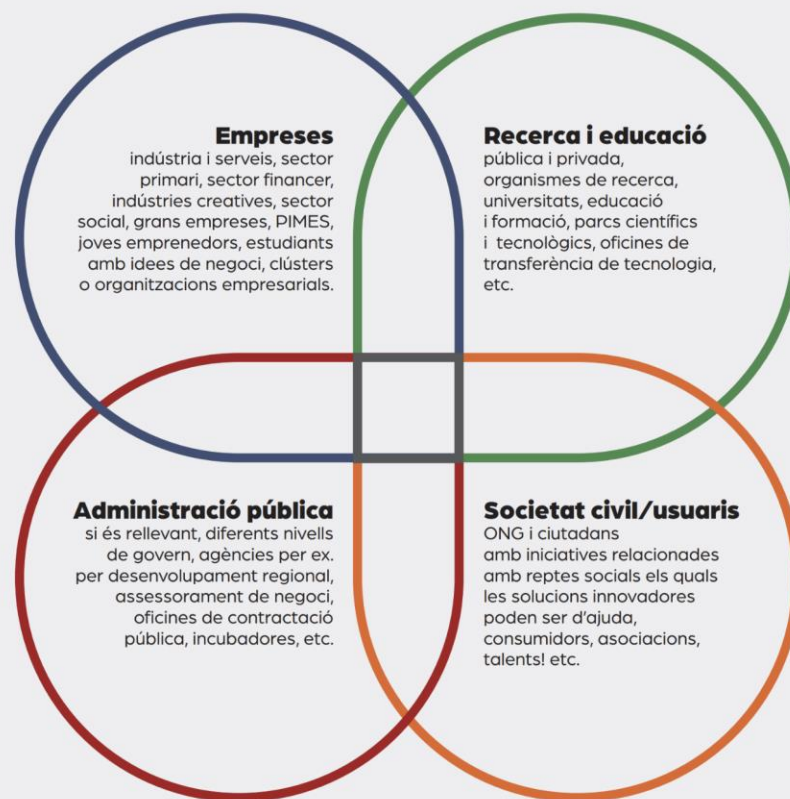 Empreses
indústria i serveis, sector
primari, sector financer,
indústries creatives, sector
social, grans empreses, PIMES,
joves emprenedors, estudiants
amb idees de negoci, clústers
o organitzacions empresarials.
Recerca i educació
pública i privada,
organismes de recerca,
universitats, educació
i formació, parcs científics
i tecnològics, oficines de
transferència de tecnologia,
etc.
Administració pública
si és rellevant, diferents nivells
de govern, agències per ex.
per desenvolupament regional,
assessorament de negoci,
oficines de contractació
pública, incubadores, etc.
Societat civil/usuaris
ONG i ciutadans
amb iniciatives relacionades
amb reptes socials els quals
les solucions innovadores
poden ser d'ajuda,
consumidors, asociacions,
talents! etc.